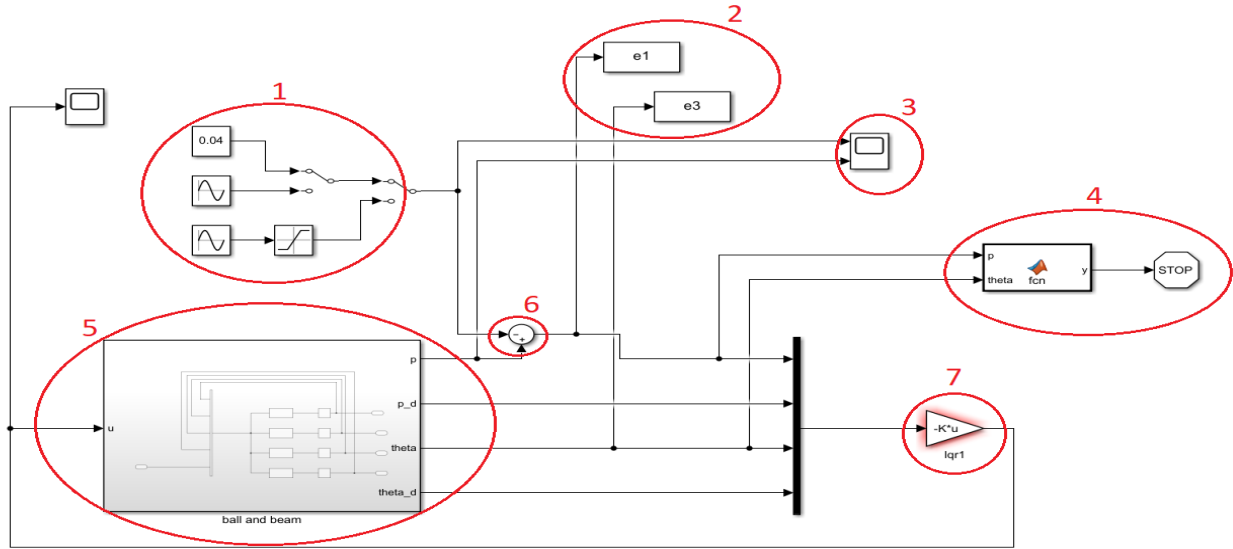 2
e1
e3
1
0.04
3
4
p
theta
fcn
y
STOP
5
6
-
+
u
p
p_d
theta
theta_d
ball and beam
7
-K*u
lqr1